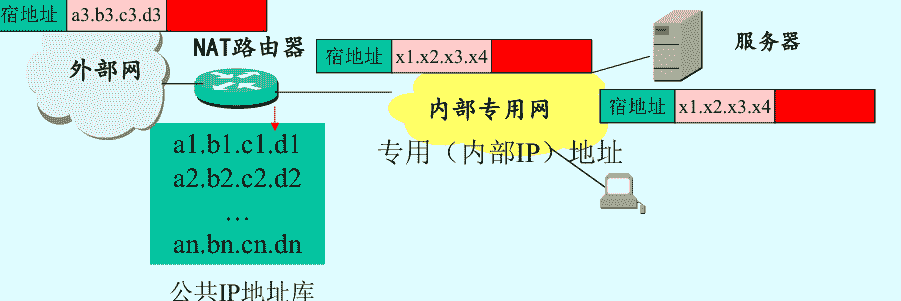 宿地址 a3.b3.c3.d3
NAT路由器
外部网
宿地址 x1.x2.x3.x4
服务器
内部专用网
宿地址 x1.x2.x3.x4
专用（内部IP）地址
a1.b1.c1.d1
a2.b2.c2.d2
…
an.bn.cn.dn
公共IP地址库